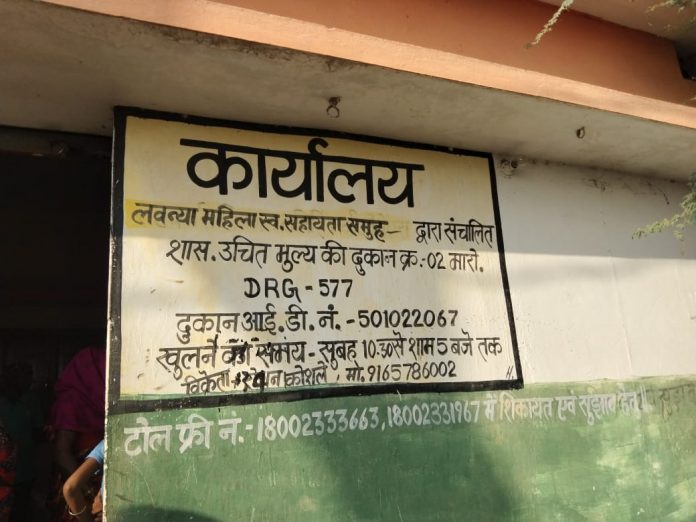 कार्यालय
लवन्या महिला स्व. सहायता समुह — द्वारा संचालित
शास. उचित मुल्य की दुकान क्र.-02 मारो.
DRG - 577
दुकान आई. डी. नं. - 501022067
खुलने का समय - सुबह 10.30 से शाम 5 बजे तक
विक्रेता कोशले, मो. 9165786002
टोल फ्री नं.- 18002333663, 18002331967 में शिकायत एवं सुझाव हेतु।